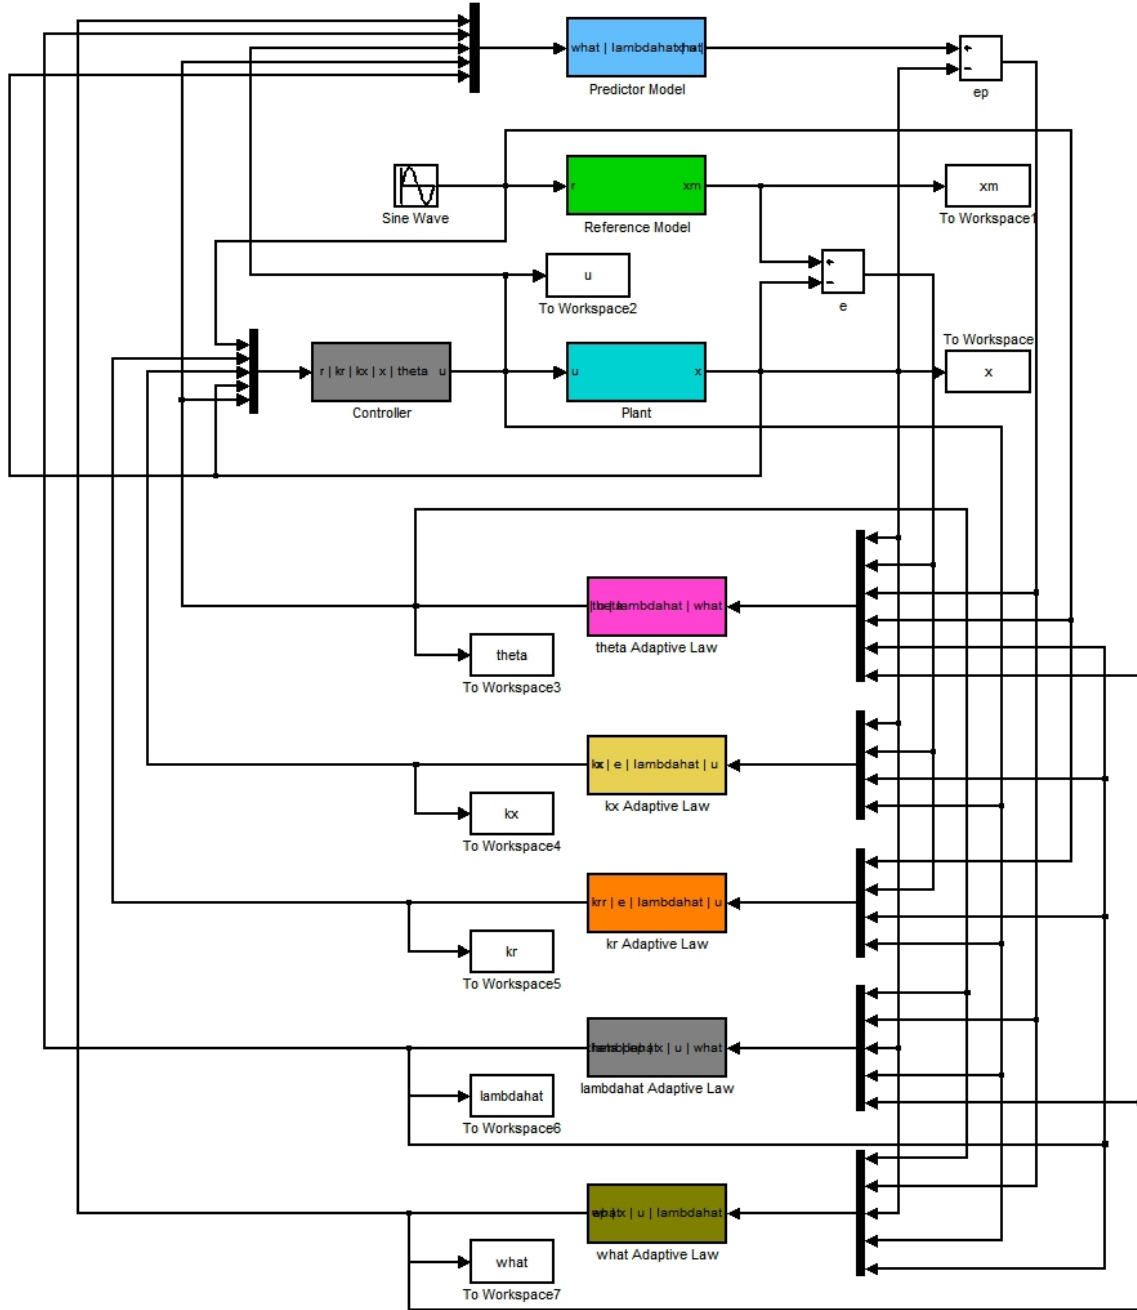 what | lambdahat
Predictor Model
ep
Sine Wave
r
xm
Reference Model
xm
To Workspace1
u
To Workspace2
e
To Workspace
r | kr | kx | x | theta
u
Controller
u
x
Plant
x
lambdahat | what
theta Adaptive Law
theta
To Workspace3
| e | lambdahat | u
kx Adaptive Law
kx
To Workspace4
| e | lambdahat | u
kr Adaptive Law
kr
To Workspace5
| x | u | what
lambdahat Adaptive Law
lambdahat
To Workspace6
| x | u | lambdahat
what Adaptive Law
what
To Workspace7